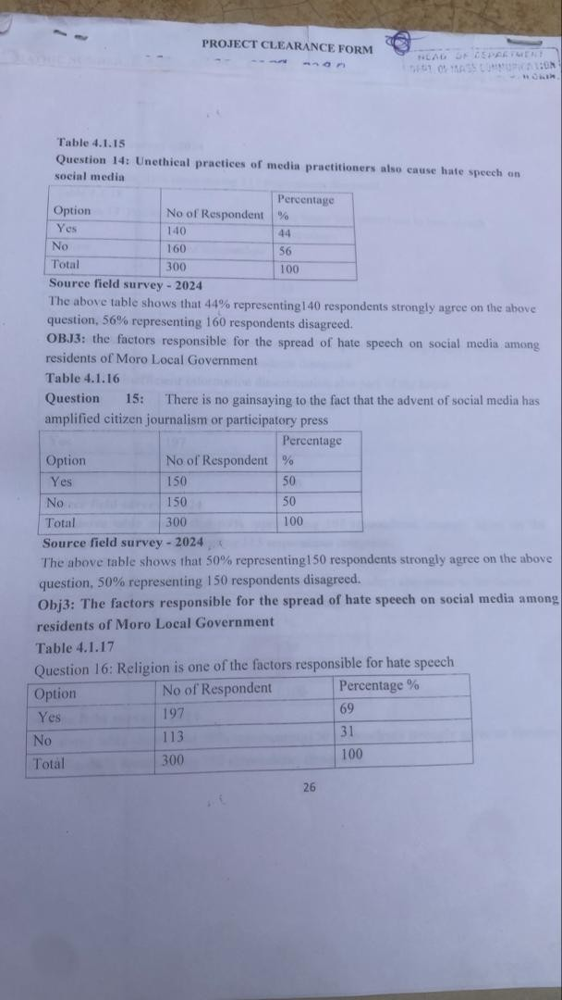 PROJECT CLEARANCE FORM
HEAD OF DEPARTMENT
DEPT. OF MASS COMMUNICATION
Table 4.1.15
Question 14: Unethical practices of media practitioners also cause hate speech on
social media
Option No of Respondent Percentage %
Yes 140 44
No 160 56
Total 300 100
Source field survey - 2024
The above table shows that 44% representing140 respondents strongly agree on the above
question, 56% representing 160 respondents disagreed.
OBJ3: the factors responsible for the spread of hate speech on social media among
residents of Moro Local Government
Table 4.1.16
Question 15: There is no gainsaying to the fact that the advent of social media has
amplified citizen journalism or participatory press
Option No of Respondent Percentage %
Yes 150 50
No 150 50
Total 300 100
Source field survey - 2024
The above table shows that 50% representing150 respondents strongly agree on the above
question, 50% representing 150 respondents disagreed.
Obj3: The factors responsible for the spread of hate speech on social media among
residents of Moro Local Government
Table 4.1.17
Question 16: Religion is one of the factors responsible for hate speech
Option No of Respondent Percentage %
Yes 197 69
No 113 31
Total 300 100
26